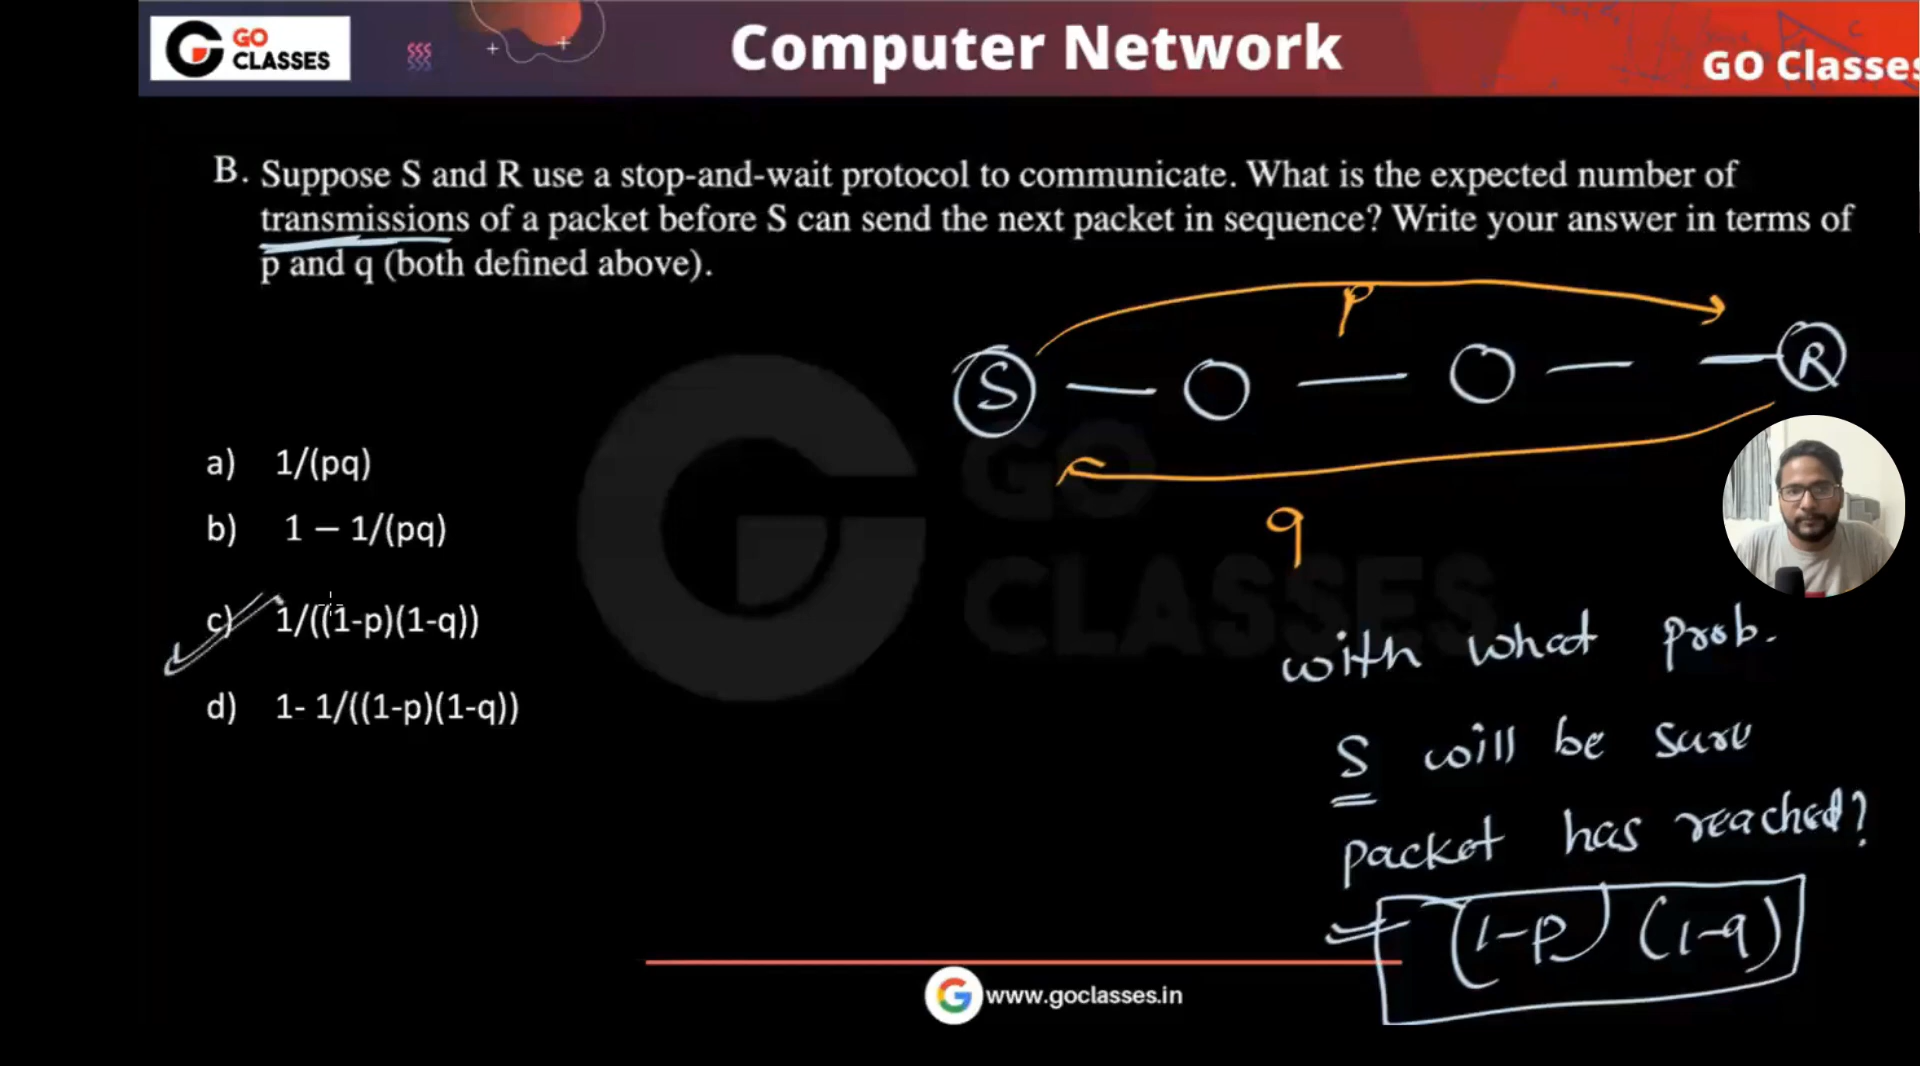 GO
CLASSES
Computer Network
GO Classes
B. Suppose S and R use a stop-and-wait protocol to communicate. What is the expected number of
transmissions of a packet before S can send the next packet in sequence? Write your answer in terms of
p and q (both defined above).
p
S
R
q
a) 1/(pq)
b) 1 – 1/(pq)
c) 1/((1-p)(1-q))
d) 1- 1/((1-p)(1-q))
GO
CLASSES
with what prob.
S will be sure
packet has reached?
(1-p) (1-q)
www.goclasses.in